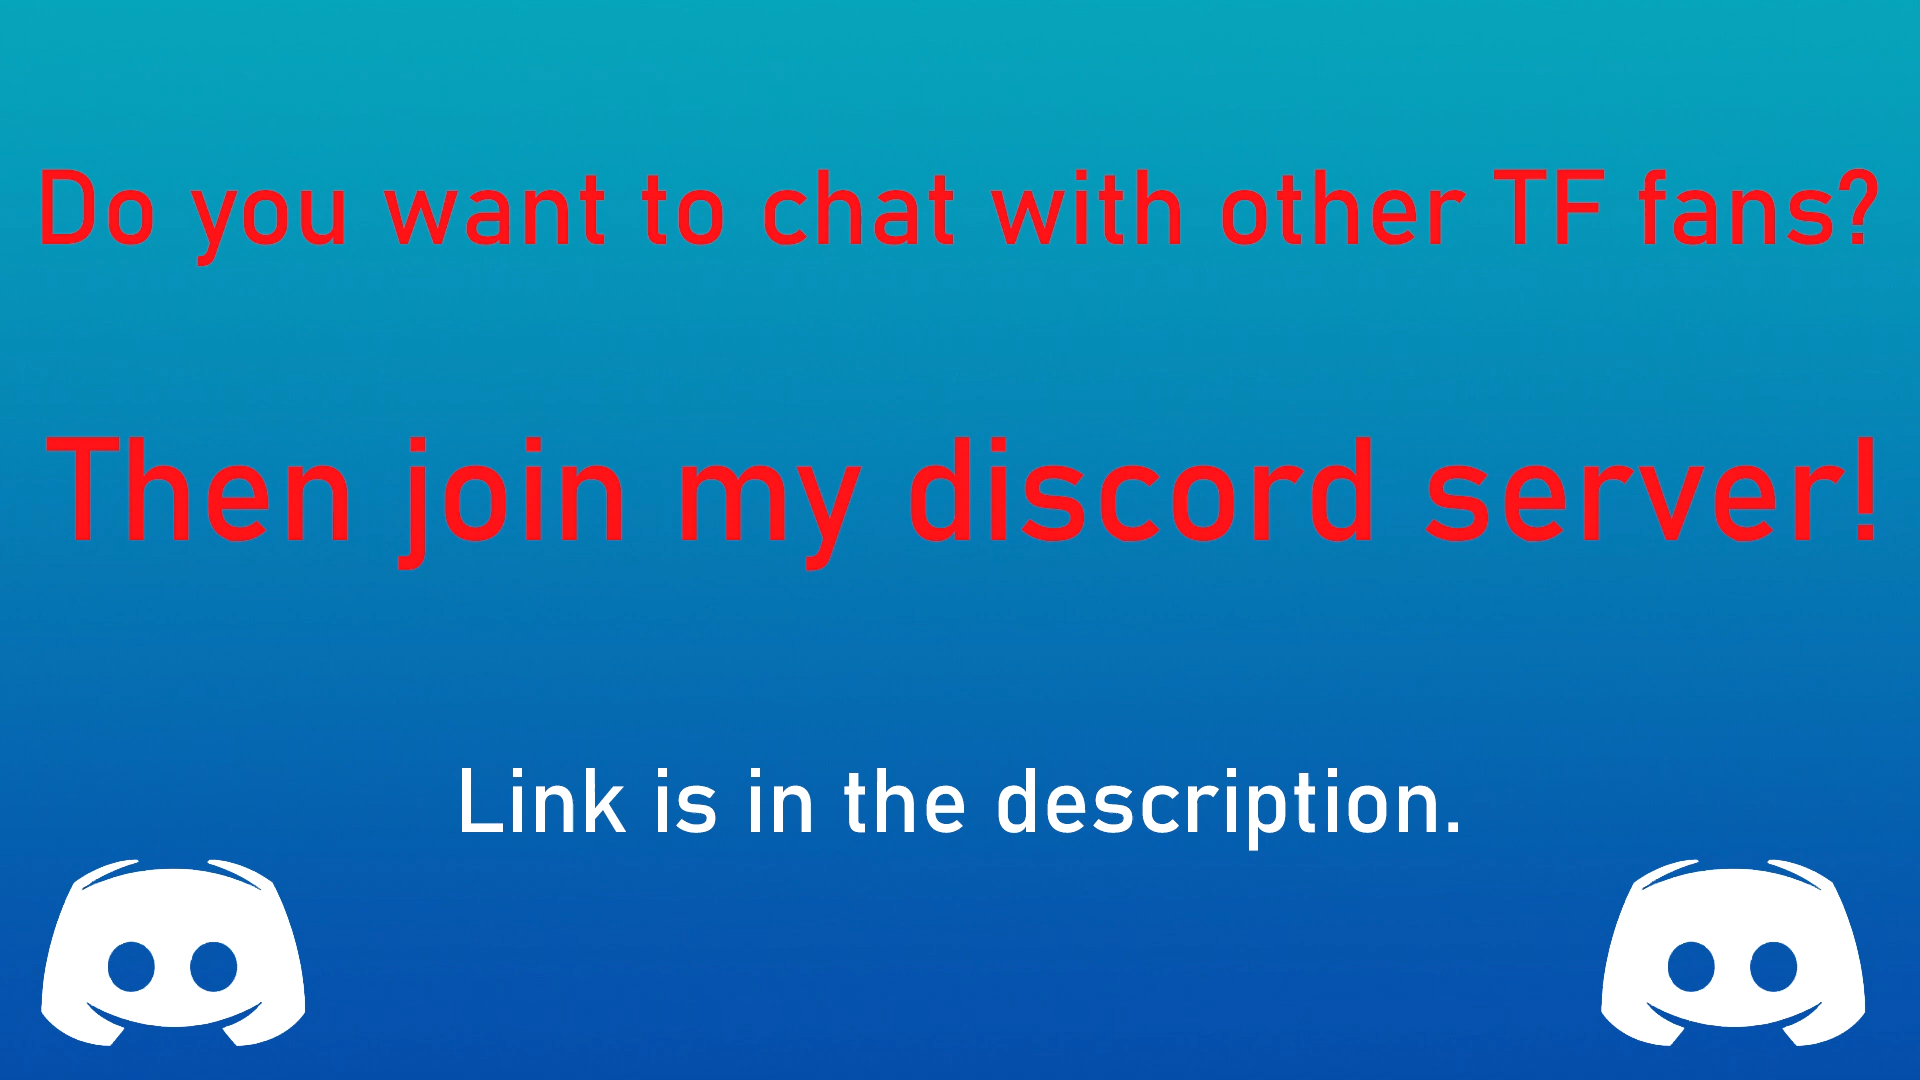 Do you want to chat with other TF fans?
Then join my discord server!
Link is in the description.